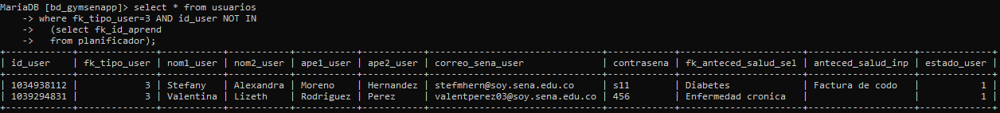 MariaDB [bd_gymsenapp]> select * from usuarios
    -> where fk_tipo_user=3 AND id_user NOT IN
    ->   (select fk_id_aprend
    ->   from planificador);
+------------+--------------+-----------+-----------+-----------+-----------+------------------------------+------------+-----------------------+--------------------+-------------+
| id_user    | fk_tipo_user | nom1_user | nom2_user | ape1_user | ape2_user | correo_sena_user             | contrasena | fk_anteced_salud_sel | anteced_salud_inp | estado_user |
+------------+--------------+-----------+-----------+-----------+-----------+------------------------------+------------+-----------------------+--------------------+-------------+
| 1034938112 |            3 | Stefany   | Alexandra | Moreno    | Hernandez | stefmhern@soy.sena.edu.co    | s11        | Diabetes             | Factura de codo   |           1 |
| 1039294831 |            3 | Valentina | Lizeth    | Rodriguez | Perez     | valentperez03@soy.sena.edu.co | 456        | Enfermedad cronica   |                   |           1 |
+------------+--------------+-----------+-----------+-----------+-----------+------------------------------+------------+-----------------------+--------------------+-------------+